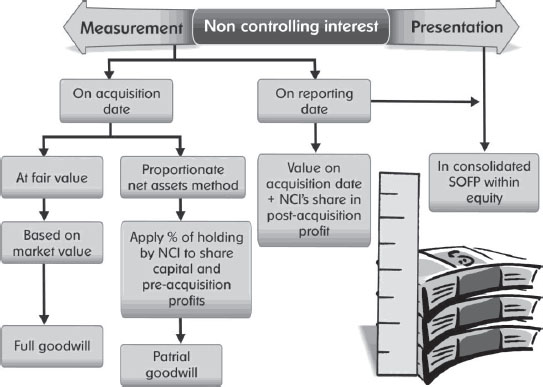 Measurement
Non controlling interest
Presentation
On acquisition
date
On reporting
date
At fair value
Proportionate
net assets method
Value on
acquisition date
+ NCI's share in
post-acquisition
profit
In consolidated
SOFP within
equity
Based on
market value
Apply % of holding
by NCI to share
capital and
pre-acquisition
profits
Full goodwill
Patrial
goodwill